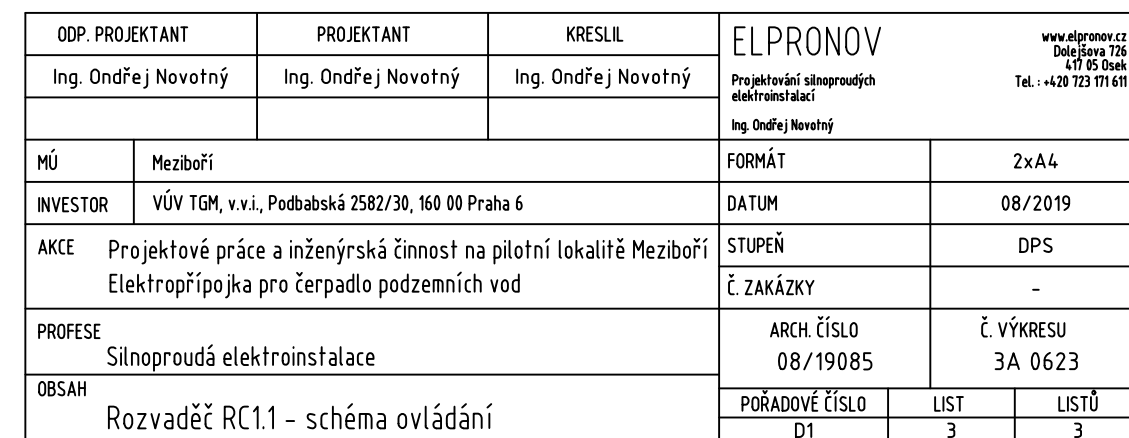 ODP. PROJEKTANT PROJEKTANT KRESLIL
Ing. Ondřej Novotný Ing. Ondřej Novotný Ing. Ondřej Novotný
ELPRONOV
Projektování silnoproudých
elektroinstalací
Ing. Ondřej Novotný
www.elpronov.cz
Dolejšova 726
417 05 Osek
Tel. : +420 723 171 611
MÚ Meziboří
INVESTOR VÚV TGM, v.v.i., Podbabská 2582/30, 160 00 Praha 6
AKCE Projektové práce a inženýrská činnost na pilotní lokalitě Meziboří
Elektropřípojka pro čerpadlo podzemních vod
PROFESE
Silnoproudá elektroinstalace
OBSAH
Rozvaděč RC1.1 - schéma ovládání
FORMÁT 2xA4
DATUM 08/2019
STUPEŇ DPS
Č. ZAKÁZKY -
ARCH. ČÍSLO Č. VÝKRESU
08/19085 3A 0623
POŘADOVÉ ČÍSLO LIST LISTŮ
D1 3 3